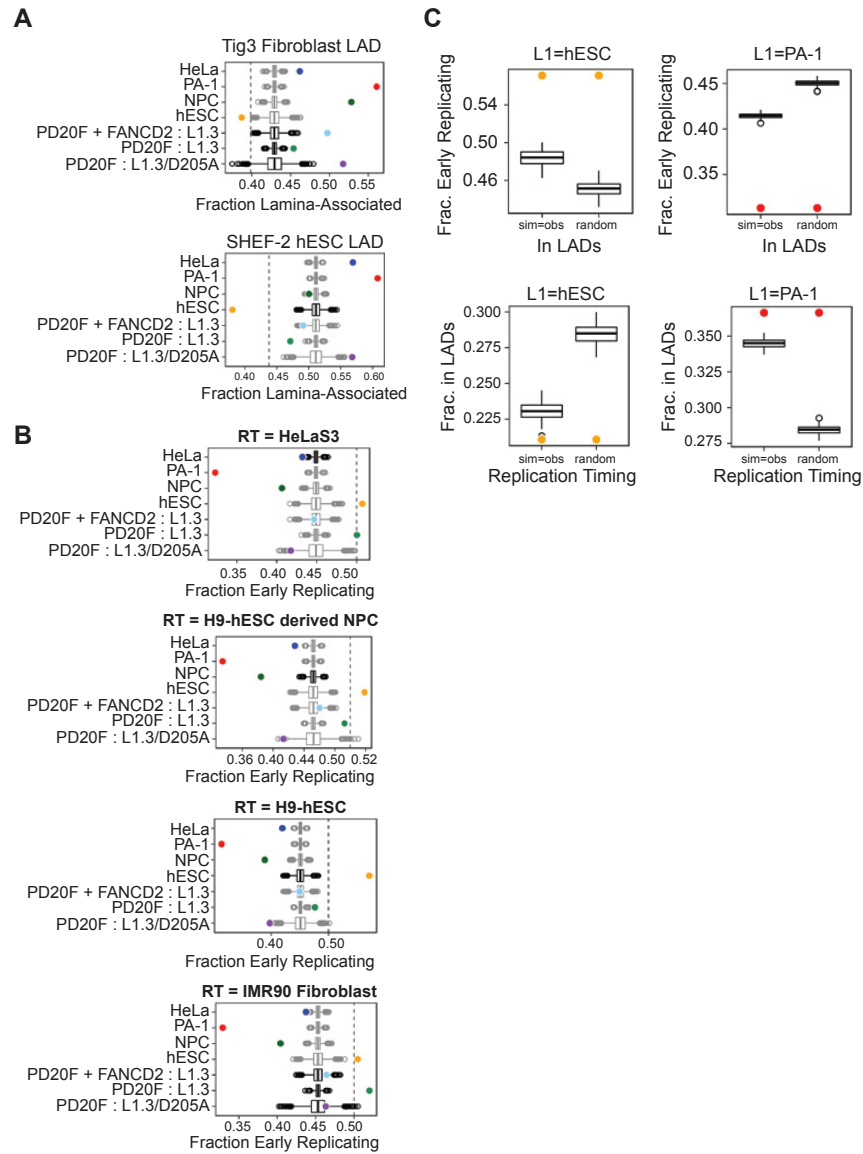 A
Tig3 Fibroblast LAD
HeLa
PA-1
NPC
hESC
PD20F + FANCD2 : L1.3
PD20F : L1.3
PD20F : L1.3/D205A
0.40 0.45 0.50 0.55
Fraction Lamina-Associated
SHEF-2 hESC LAD
HeLa
PA-1
NPC
hESC
PD20F + FANCD2 : L1.3
PD20F : L1.3
PD20F : L1.3/D205A
0.40 0.45 0.50 0.55 0.60
Fraction Lamina-Associated
B
RT = HeLaS3
HeLa
PA-1
NPC
hESC
PD20F + FANCD2 : L1.3
PD20F : L1.3
PD20F : L1.3/D205A
0.35 0.40 0.45 0.50
Fraction Early Replicating
RT = H9-hESC derived NPC
HeLa
PA-1
NPC
hESC
PD20F + FANCD2 : L1.3
PD20F : L1.3
PD20F : L1.3/D205A
0.36 0.40 0.44 0.50 0.52
Fraction Early Replicating
RT = H9-hESC
HeLa
PA-1
NPC
hESC
PD20F + FANCD2 : L1.3
PD20F : L1.3
PD20F : L1.3/D205A
0.40 0.50
Fraction Early Replicating
RT = IMR90 Fibroblast
HeLa
PA-1
NPC
hESC
PD20F + FANCD2 : L1.3
PD20F : L1.3
PD20F : L1.3/D205A
0.35 0.40 0.45 0.50
Fraction Early Replicating
C
L1=hESC
Frac. Early Replicating
0.54
0.50
0.46
sim=obs random
In LADs
L1=PA-1
Frac. Early Replicating
0.45
0.40
0.35
sim=obs random
In LADs
L1=hESC
Frac. in LADs
0.300
0.275
0.250
0.225
sim=obs random
Replication Timing
L1=PA-1
Frac. in LADs
0.350
0.325
0.300
0.275
sim=obs random
Replication Timing